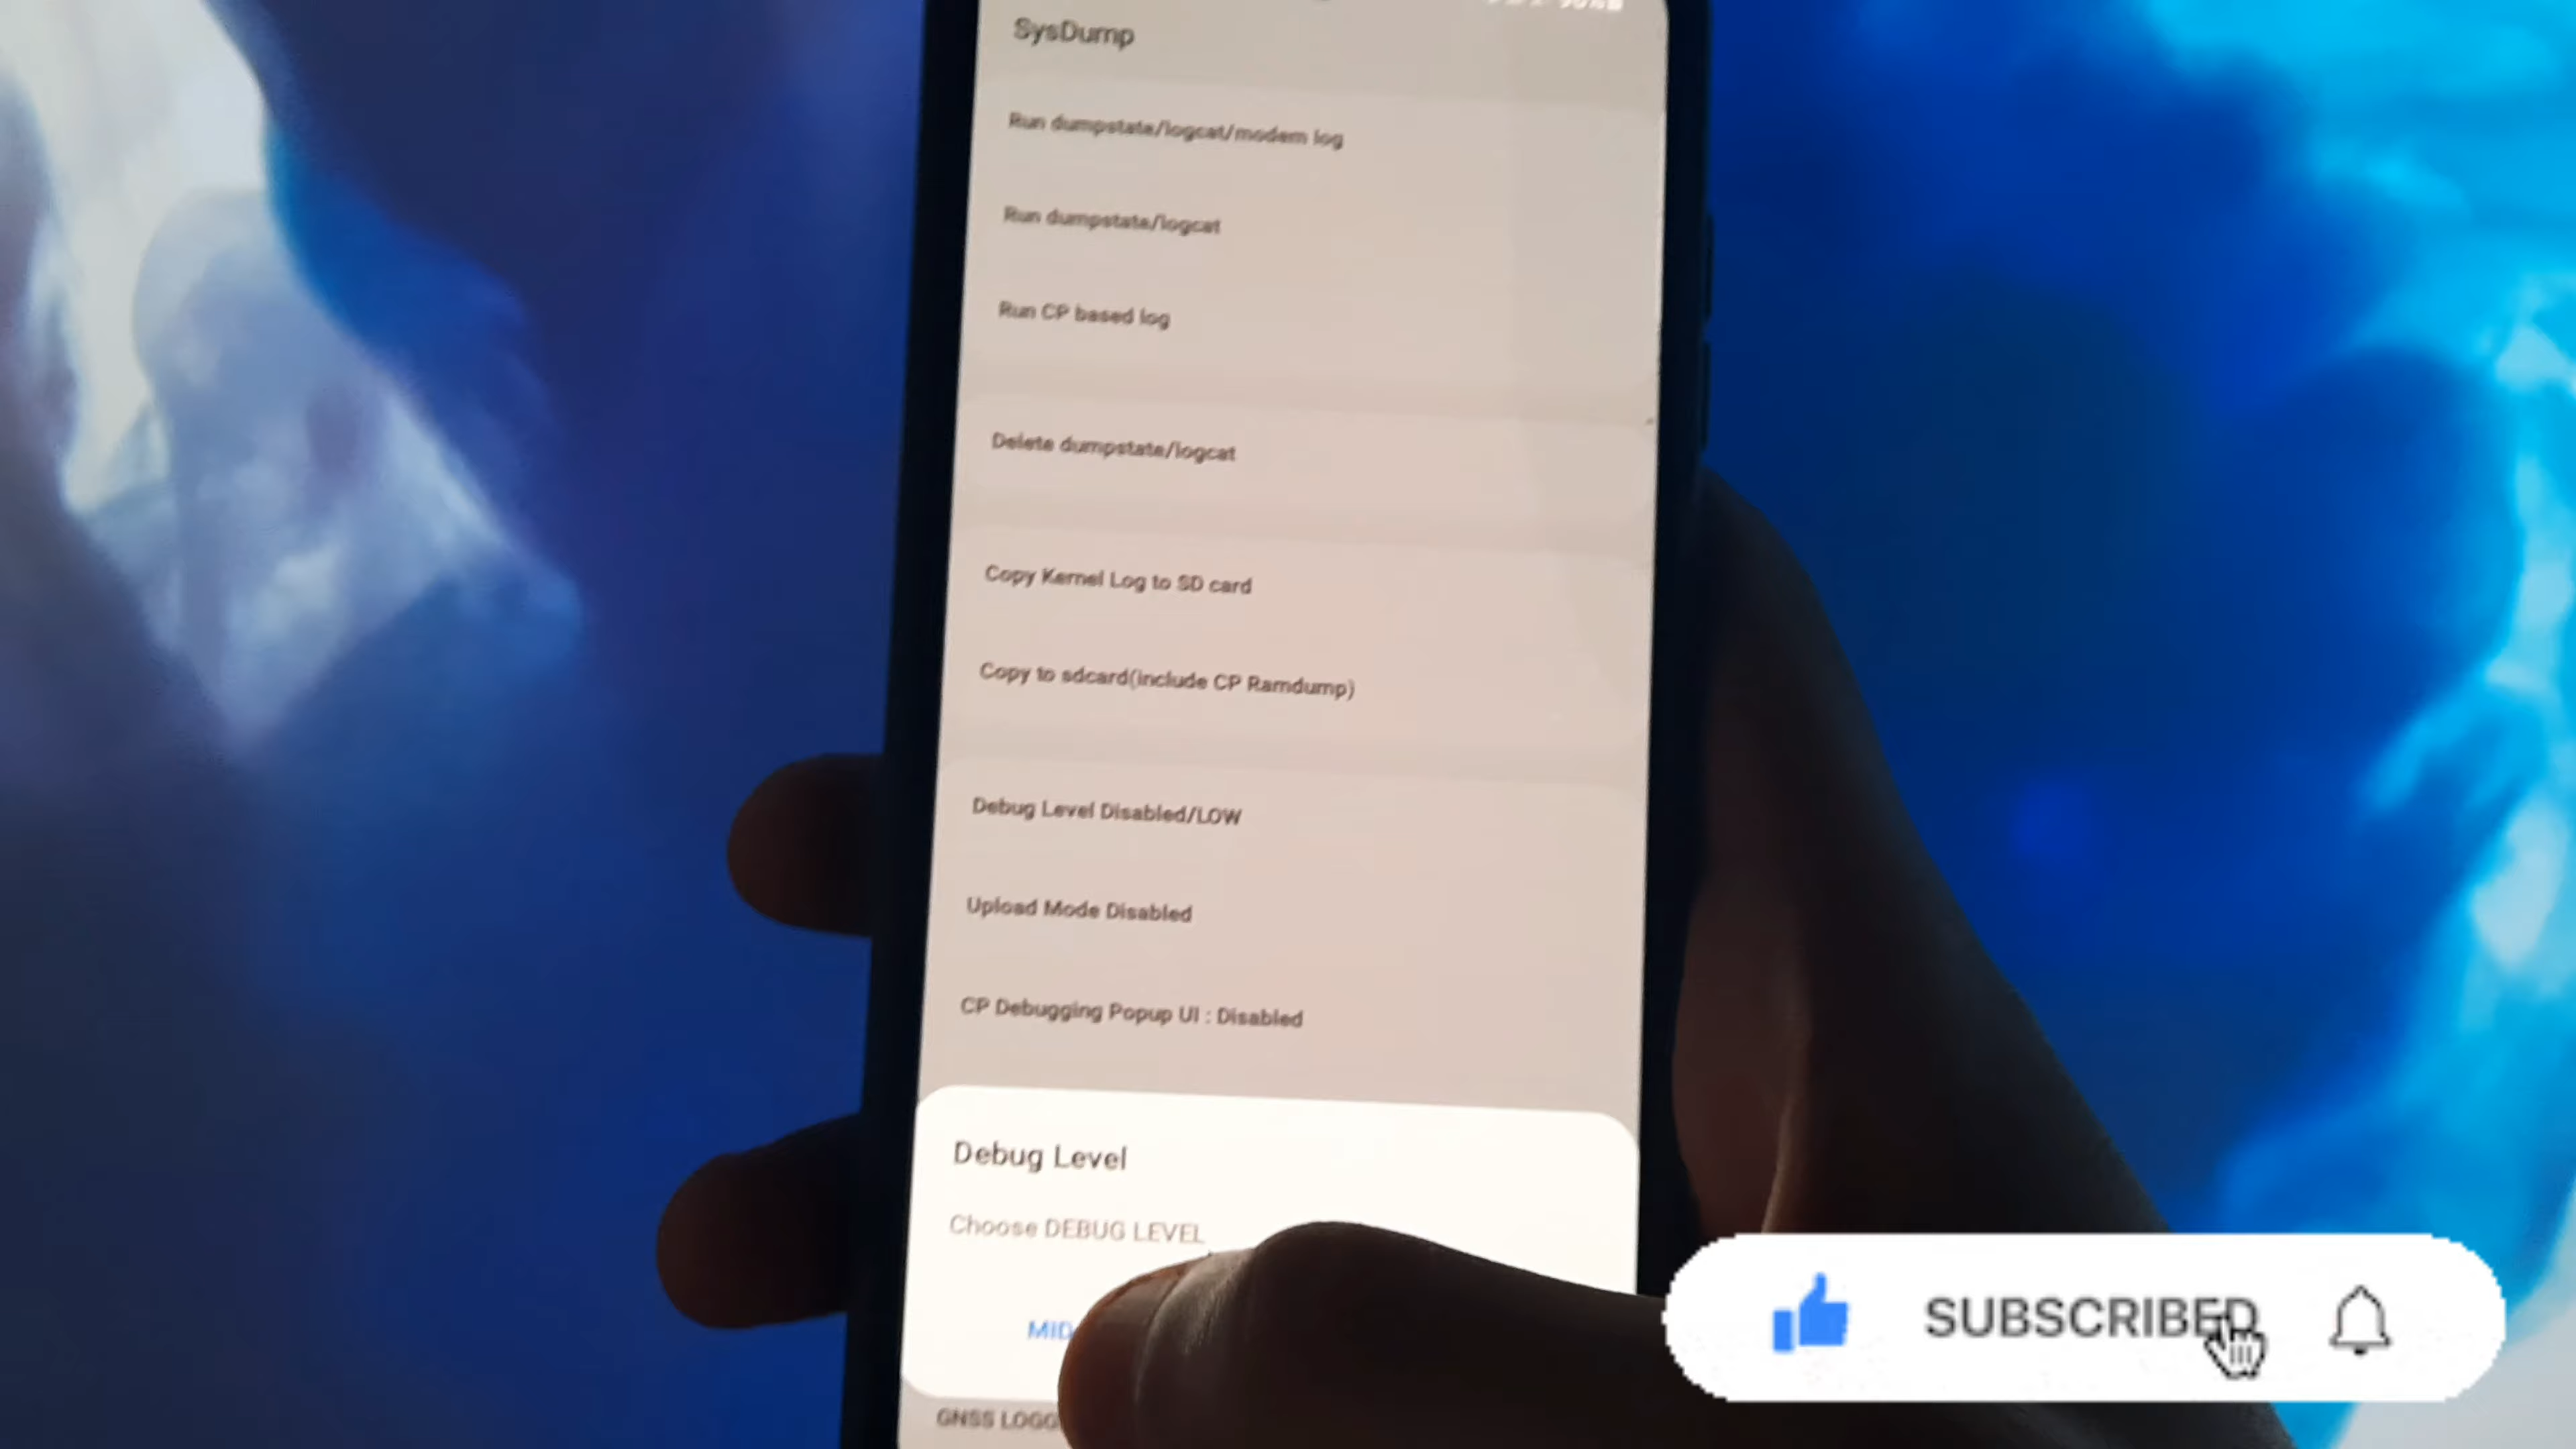 SysDump
Run dumpstate/logcat/modem log
Run dumpstate/logcat
Run CP based log
Delete dumpstate/logcat
Copy Kernel Log to SD card
Copy to sdcard(include CP Ramdump)
Debug Level Disabled/LOW
Upload Mode Disabled
CP Debugging Popup UI : Disabled
Debug Level
Choose DEBUG LEVEL
MID
GNSS
SUBSCRIBED